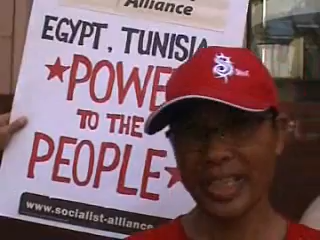 Alliance
EGYPT, TUNISIA
POWE
TO THE
PEOPLE
www.socialist-alliance